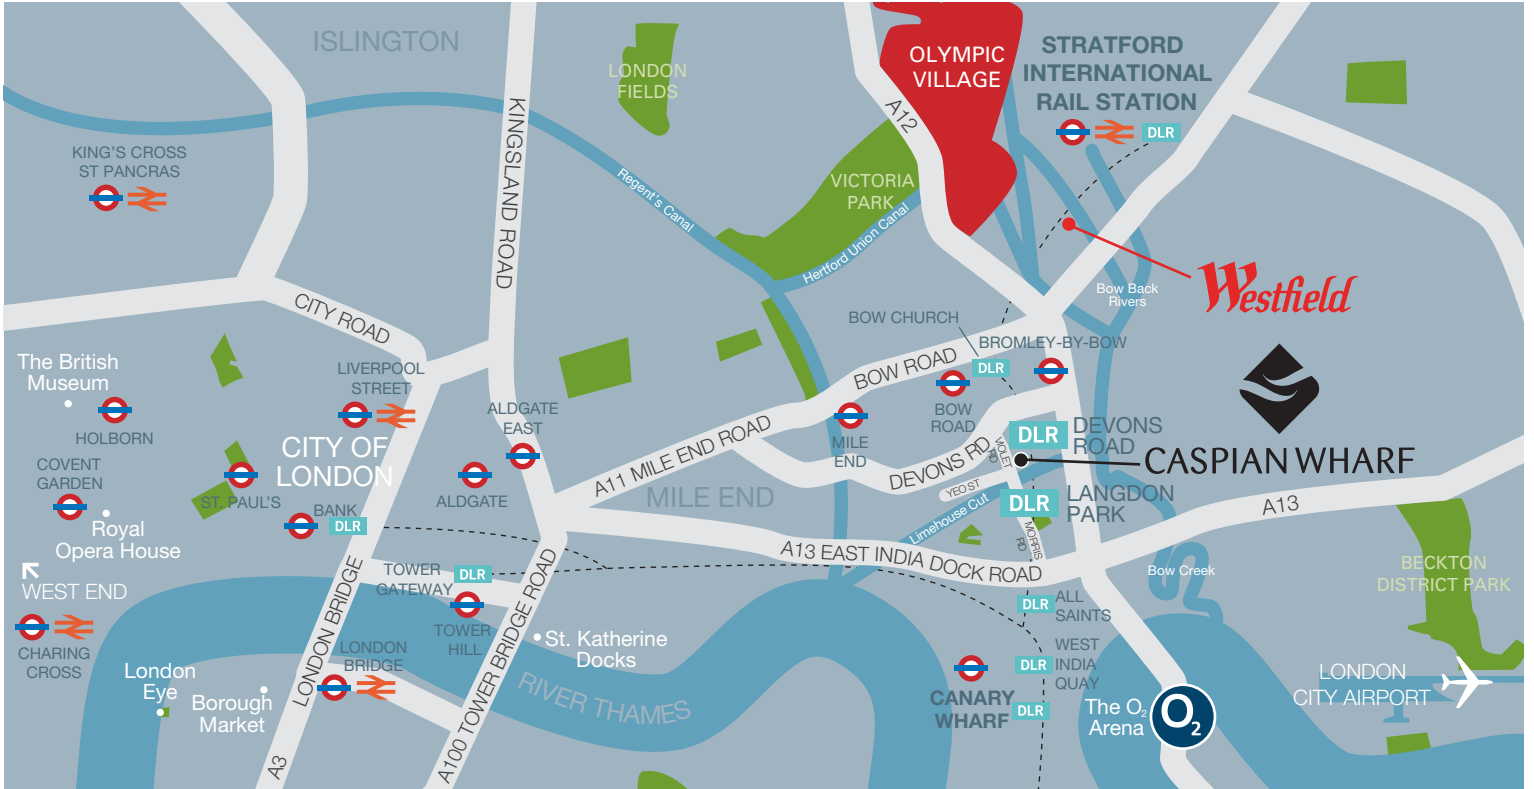 ISLINGTON
LONDON
FIELDS
OLYMPIC
VILLAGE
STRATFORD
INTERNATIONAL
RAIL STATION
DLR
A12
KINGSLAND ROAD
KING'S CROSS
ST PANCRAS
VICTORIA
PARK
Regent's Canal
Hertford Union Canal
Westfield
Bow Back
Rivers
CITY ROAD
BOW CHURCH
BROMLEY-BY-BOW
DLR
BOW ROAD
The British
Museum
LIVERPOOL
STREET
HOLBORN
ALDGATE
EAST
BOW
ROAD
MILE
END
DLR
DEVONS
ROAD
CITY OF
LONDON
COVENT
GARDEN
ST. PAUL'S
ALDGATE
A11 MILE END ROAD
MILE END
DEVONS RD
VIOLET
RD
CASPIAN WHARF
YEO ST
DLR
LANGDON
PARK
A13
BANK
DLR
Royal
Opera House
Limehouse Cut
MORRIS
RD
A13 EAST INDIA DOCK ROAD
WEST END
TOWER
GATEWAY
DLR
Bow Creek
BECKTON
DISTRICT PARK
DLR
ALL
SAINTS
CHARING
CROSS
TOWER
HILL
St. Katherine
Docks
LONDON BRIDGE
LONDON
BRIDGE
A100 TOWER BRIDGE ROAD
RIVER THAMES
DLR
WEST
INDIA
QUAY
London
Eye
Borough
Market
CANARY
WHARF
DLR
The O2
Arena
O2
LONDON
CITY AIRPORT
A3